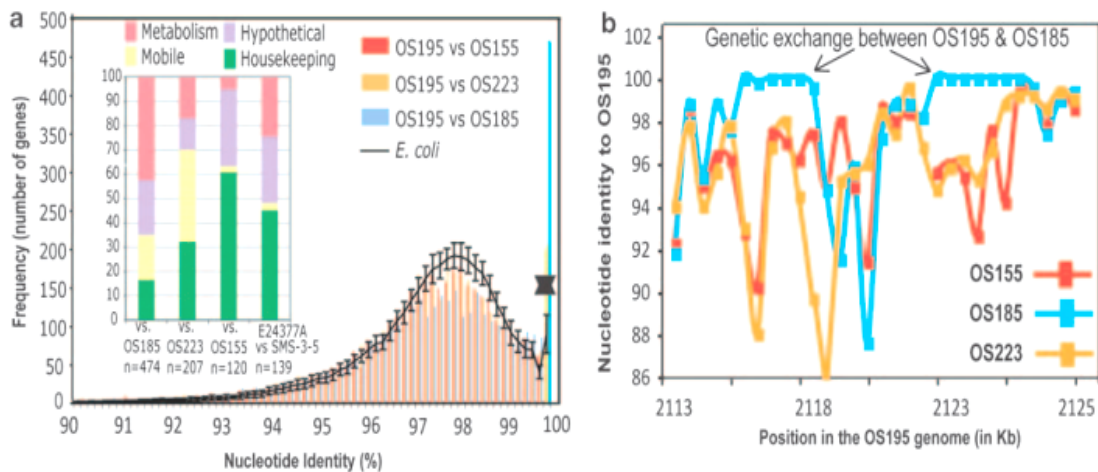 a
500
450
400
350
300
250
200
150
100
50
0
Frequency (number of genes)
90 91 92 93 94 95 96 97 98 99 100
Nucleotide Identity (%)
Metabolism
Mobile
Hypothetical
Housekeeping
100
90
80
70
60
50
40
30
20
10
0
vs. OS185 n=474
vs. OS223 n=207
vs. OS155 n=120
E24377A vs SMS-3-5 n=139
OS195 vs OS155
OS195 vs OS223
OS195 vs OS185
E. coli
b
102
100
98
96
94
92
90
88
86
Nucleotide identity to OS195
Genetic exchange between OS195 & OS185
OS155
OS185
OS223
2113 2118 2123 2125
Position in the OS195 genome (in Kb)